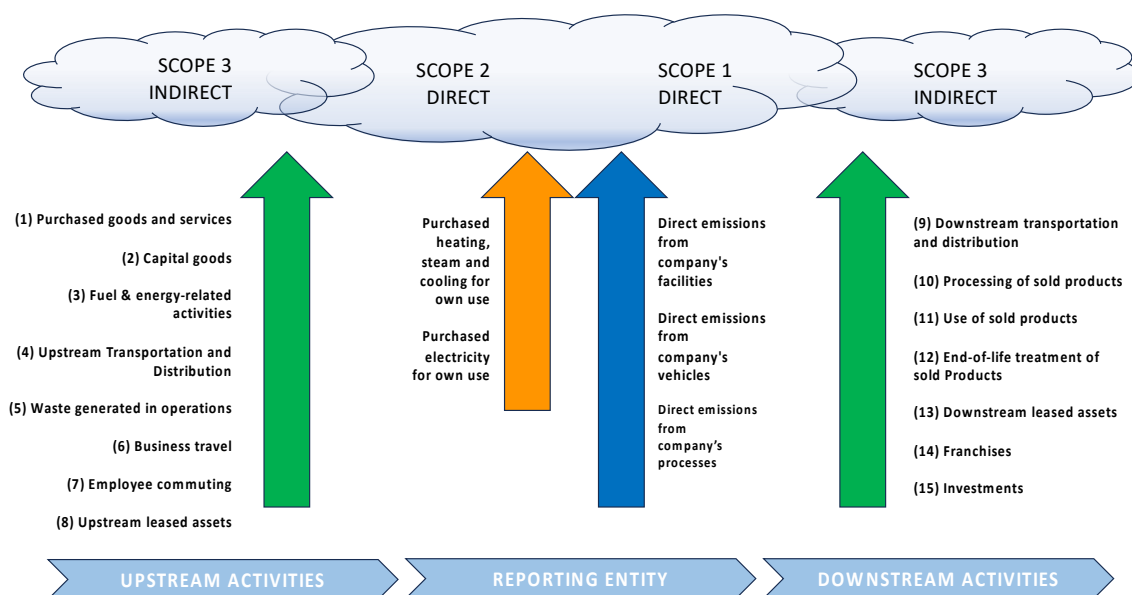 SCOPE 3
INDIRECT
SCOPE 2
DIRECT
SCOPE 1
DIRECT
SCOPE 3
INDIRECT
(1) Purchased goods and services
(2) Capital goods
(3) Fuel & energy-related
activities
(4) Upstream Transportation and
Distribution
(5) Waste generated in operations
(6) Business travel
(7) Employee commuting
(8) Upstream leased assets
Purchased
heating,
steam and
cooling for
own use
Purchased
electricity
for own use
Direct emissions
from
company's
facilities
Direct emissions
from
company's
vehicles
Direct emissions
from
company’s
processes
(9) Downstream transportation
and distribution
(10) Processing of sold products
(11) Use of sold products
(12) End-of-life treatment of
sold Products
(13) Downstream leased assets
(14) Franchises
(15) Investments
UPSTREAM ACTIVITIES
REPORTING ENTITY
DOWNSTREAM ACTIVITIES